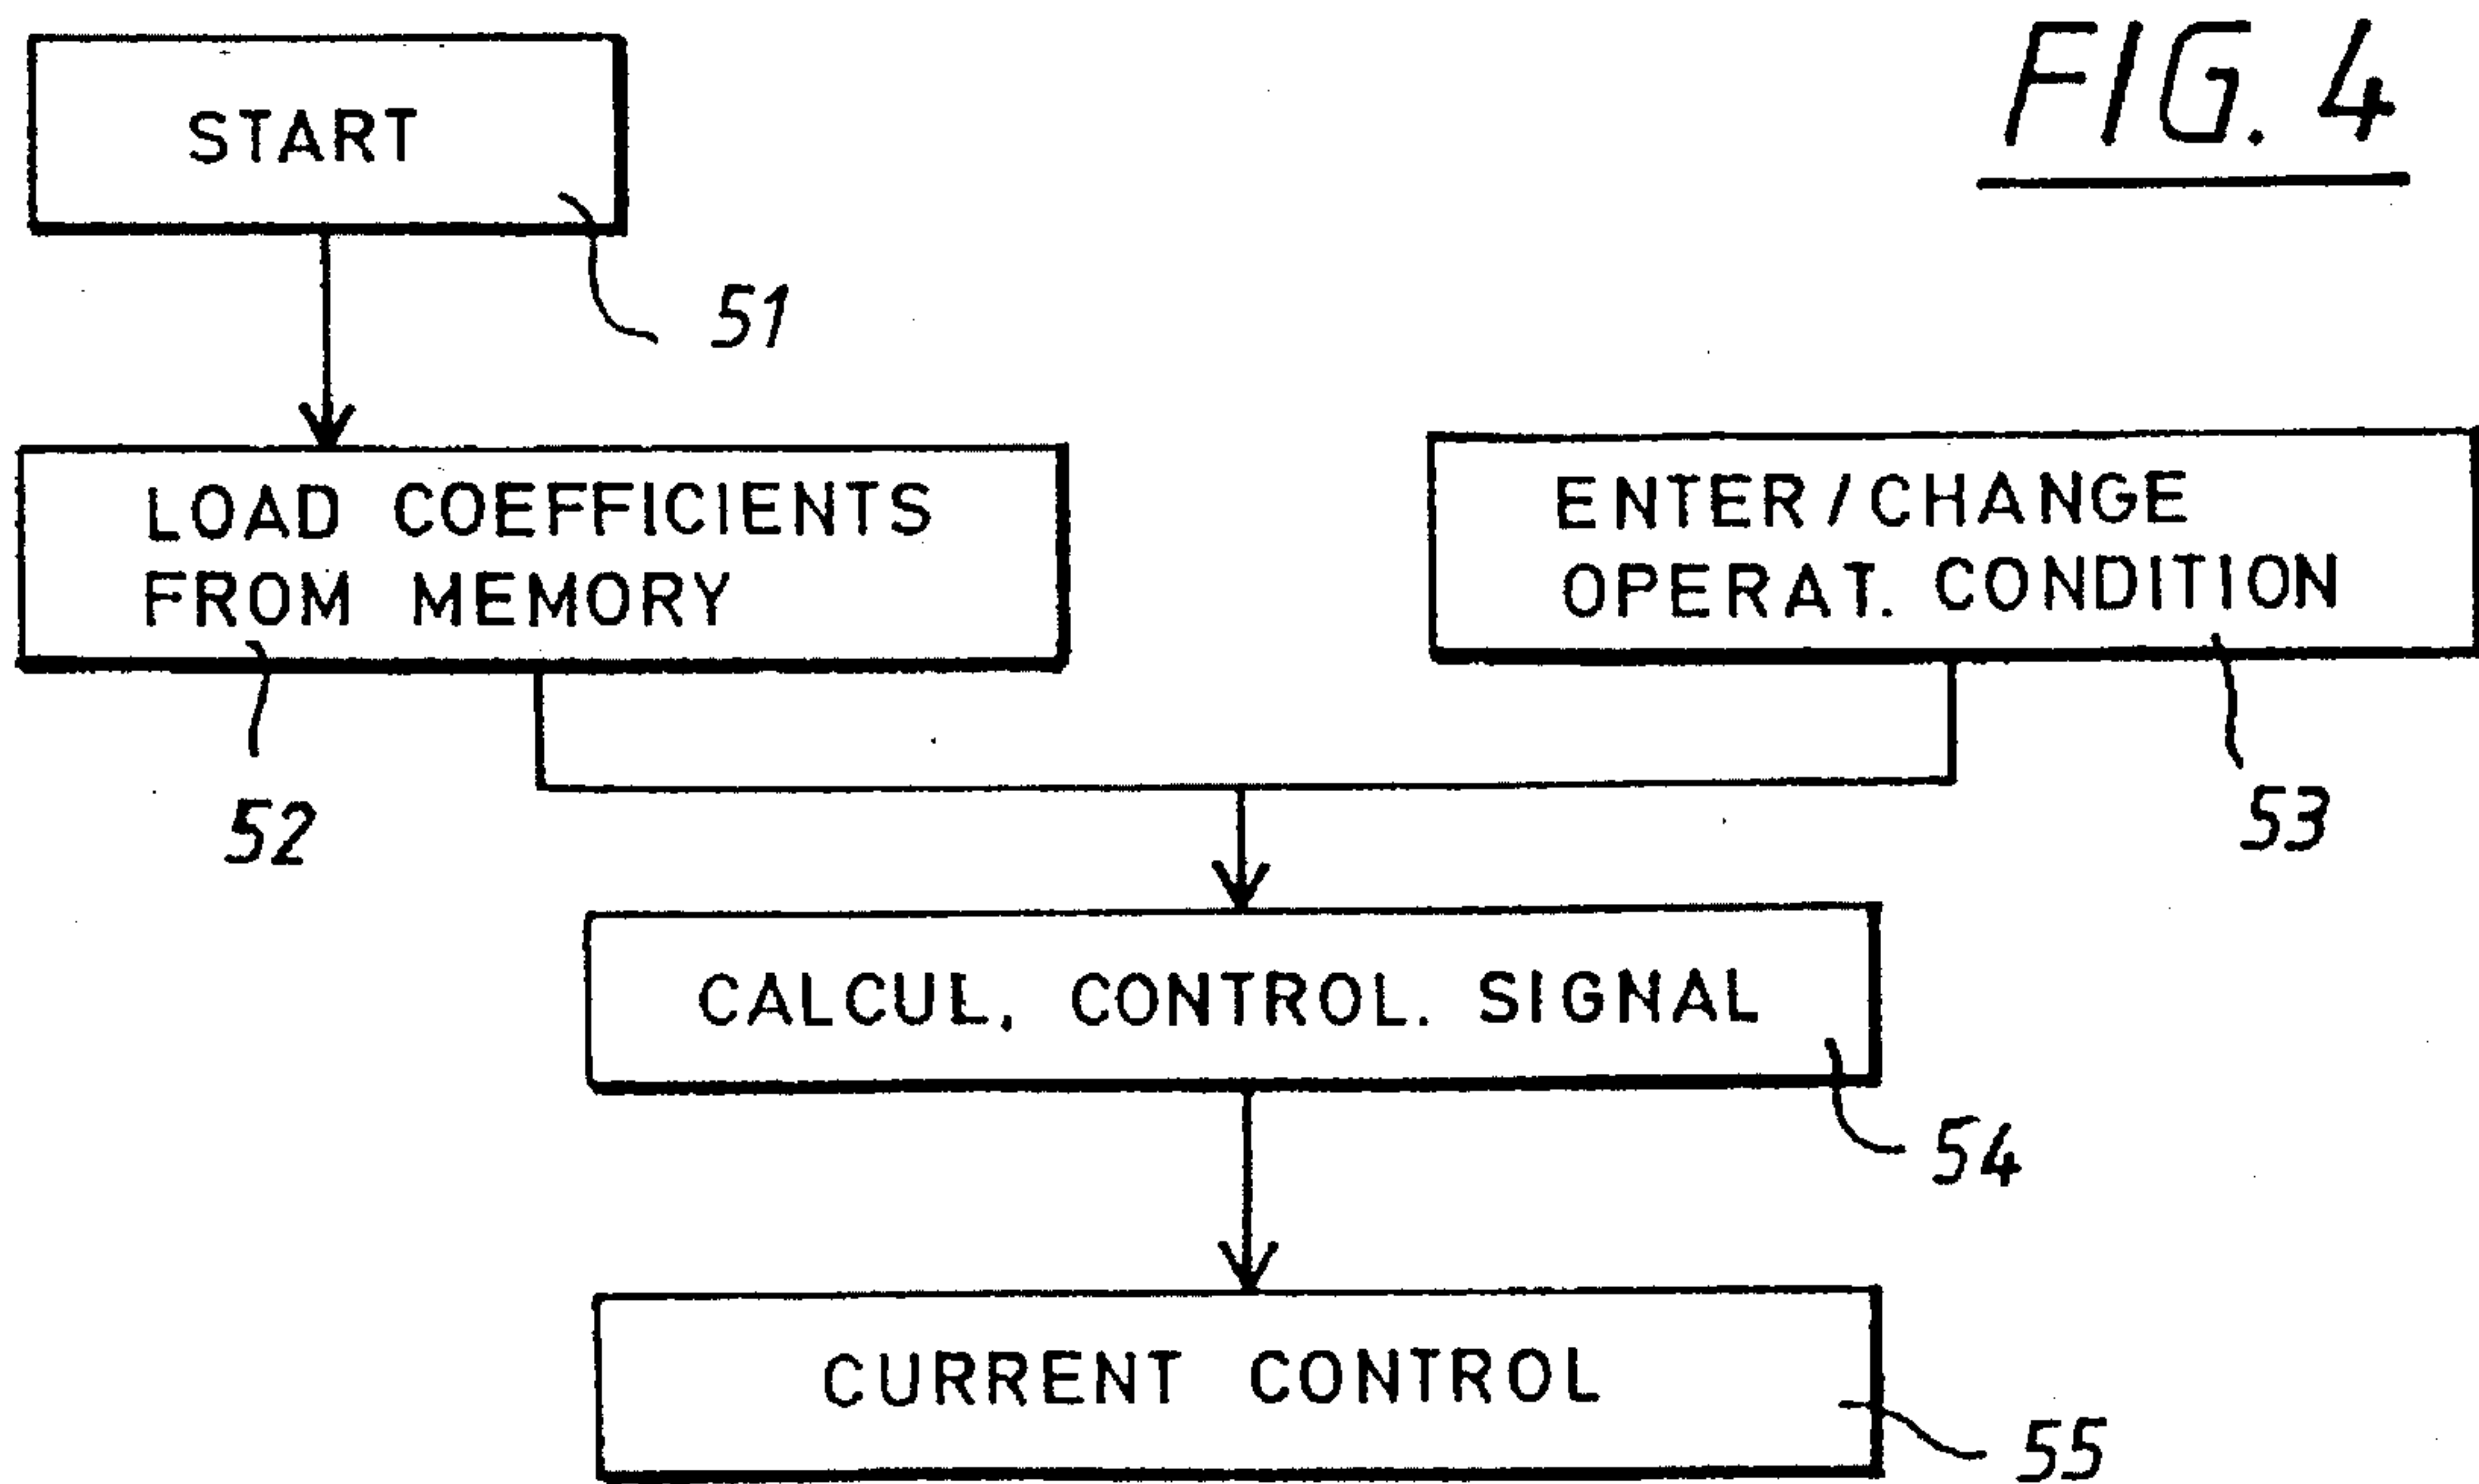 FIG. 4
START
51
LOAD COEFFICIENTS
FROM MEMORY
52
ENTER/CHANGE
OPERAT. CONDITION
53
CALCUL. CONTROL. SIGNAL
54
CURRENT CONTROL
55